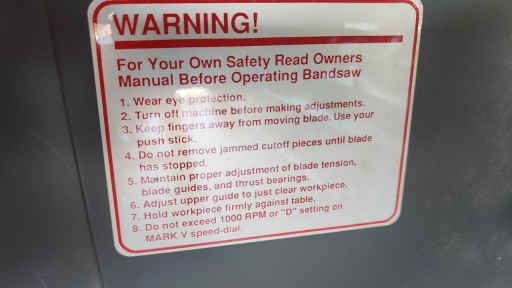 WARNING!
For Your Own Safety Read Owners
Manual Before Operating Bandsaw
1. Wear eye protection.
2. Turn off machine before making adjustments.
3. Keep fingers away from moving blade. Use your
push stick.
4. Do not remove jammed cutoff pieces until blade
has stopped.
5. Maintain proper adjustment of blade tension,
blade guides, and thrust bearings.
6. Adjust upper guide to just clear workpiece.
7. Hold workpiece firmly against table.
8. Do not exceed 1000 RPM or "D" setting on
MARK V speed-dial.